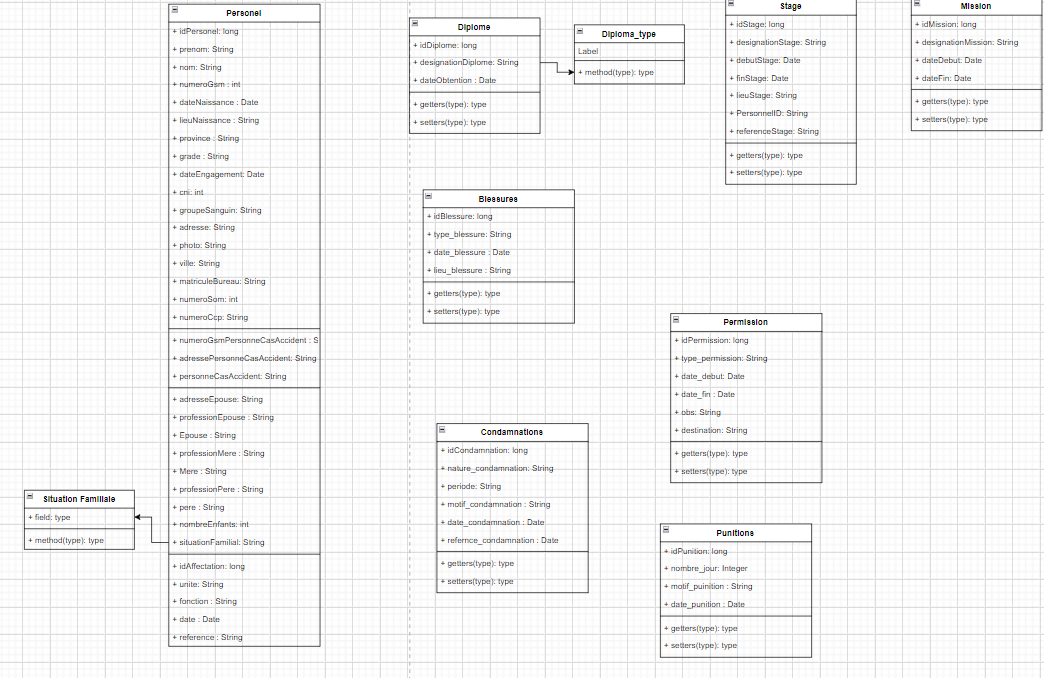 Personel
+ idPersonel: long
+ prenom: String
+ nom: String
+ numeroGsm : int
+ dateNaissance : Date
+ lieuNaissance : String
+ province : String
+ grade : String
+ dateEngagement: Date
+ cni: int
+ groupeSanguin: String
+ adresse: String
+ photo: String
+ ville: String
+ matriculeBureau: String
+ numeroSom: int
+ numeroCcp: String
+ numeroGsmPersonneCasAccident : S
+ adressePersonneCasAccident: String
+ personneCasAccident: String
+ adresseEpouse: String
+ professionEpouse : String
+ Epouse : String
+ professionMere : String
+ Mere : String
+ professionPere : String
+ pere : String
+ nombreEnfants: int
+ situationFamilial: String
+ idAffectation: long
+ unite: String
+ fonction : String
+ date : Date
+ reference : String
Situation Familiale
+ field: type
+ method(type): type
Diplome
+ idDiplome: long
+ designationDiplome: String
+ dateObtention : Date
+ getters(type): type
+ setters(type): type
Diploma_type
Label
+ method(type): type
Stage
+ idStage: long
+ designationStage: String
+ debutStage: Date
+ finStage: Date
+ lieuStage: String
+ PersonnelID: String
+ referenceStage: String
+ getters(type): type
+ setters(type): type
Mission
+ idMission: long
+ designationMission: String
+ dateDebut: Date
+ dateFin: Date
+ getters(type): type
+ setters(type): type
Blessures
+ idBlessure: long
+ type_blessure: String
+ date_blessure : Date
+ lieu_blessure : String
+ getters(type): type
+ setters(type): type
Permission
+ idPermission: long
+ type_permission: String
+ date_debut: Date
+ date_fin : Date
+ obs: String
+ destination: String
+ getters(type): type
+ setters(type): type
Condamnations
+ idCondamnation: long
+ nature_condamnation: String
+ periode: String
+ motif_condamnation : String
+ date_condamnation : Date
+ refernce_condamnation : Date
+ getters(type): type
+ setters(type): type
Punitions
+ idPunition: long
+ nombre_jour: Integer
+ motif_puinition : String
+ date_punition : Date
+ getters(type): type
+ setters(type): type